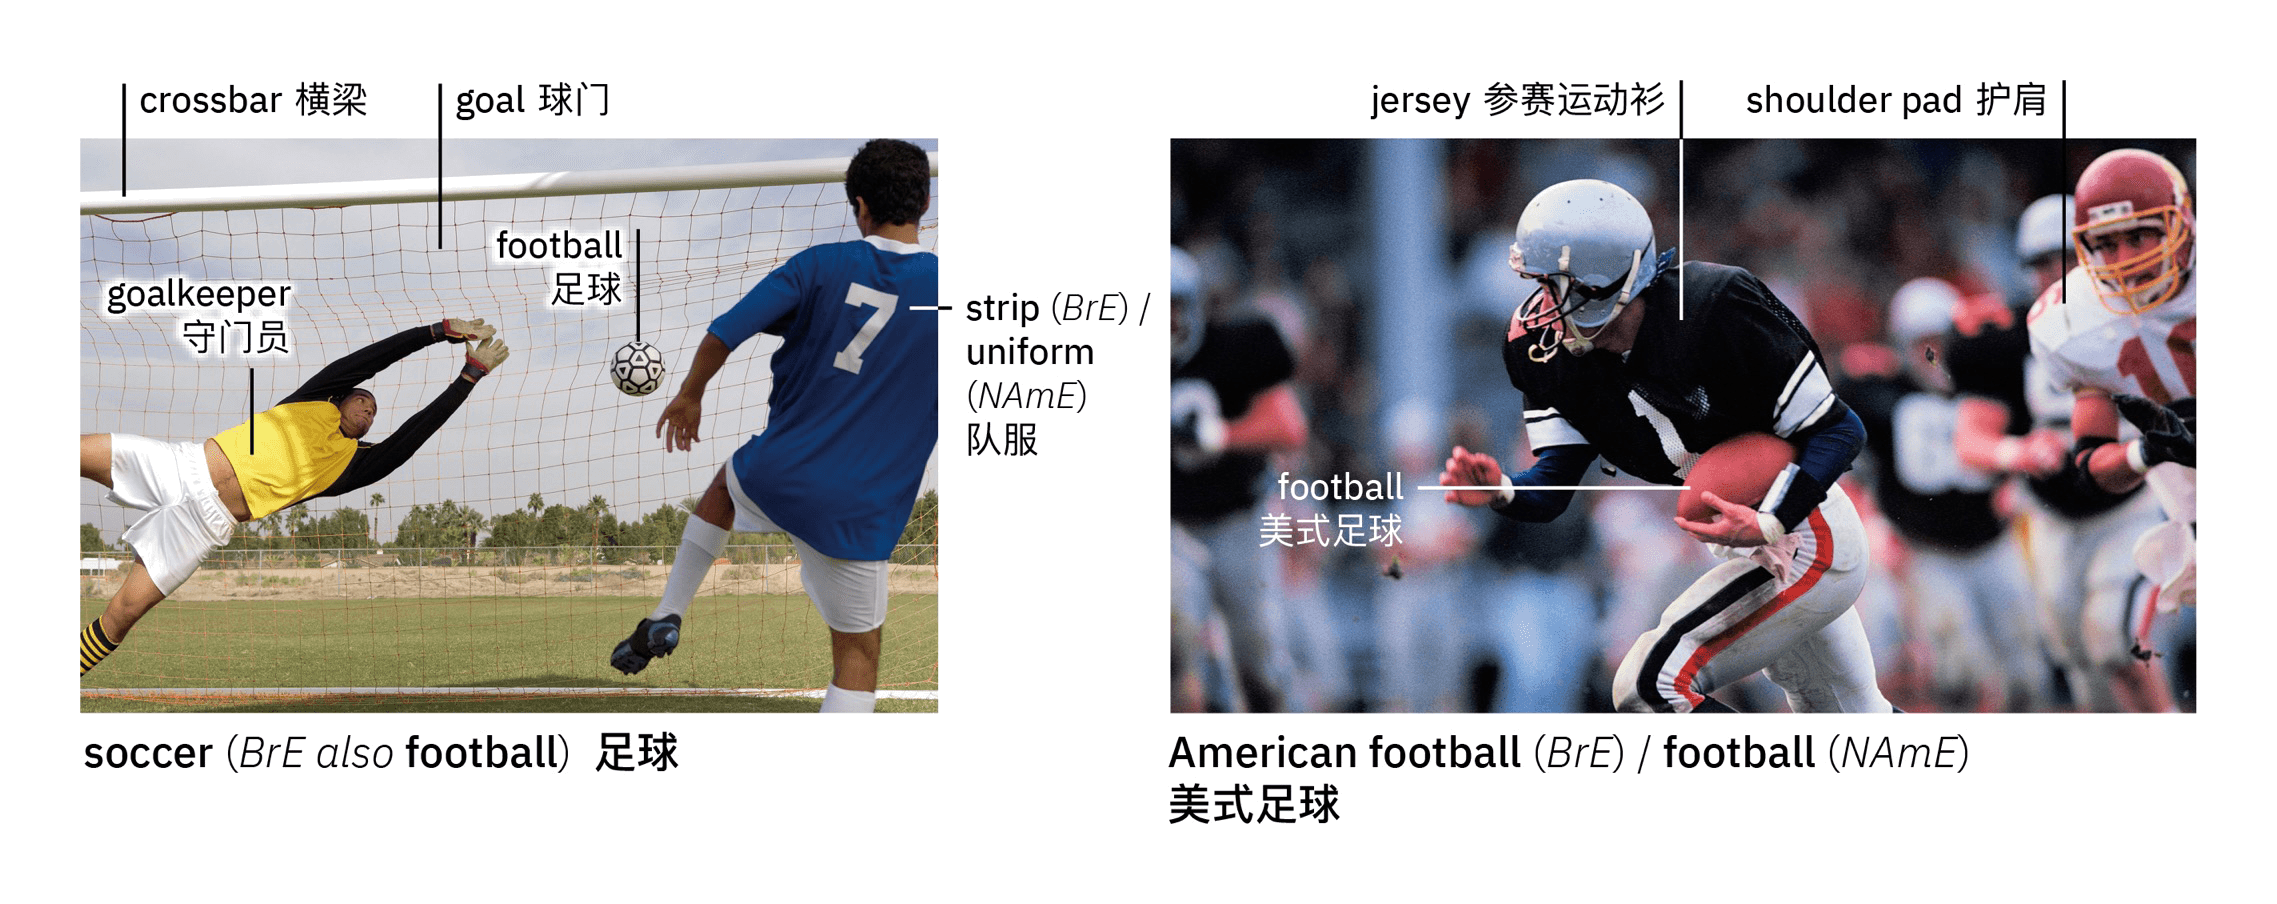 crossbar 横梁
goal 球门
football
足球
goalkeeper
守门员
7
strip (BrE) /
uniform
(NAmE)
队服
soccer (BrE also football) 足球
jersey 参赛运动衫
shoulder pad 护肩
football
美式足球
1
American football (BrE) / football (NAmE)
美式足球